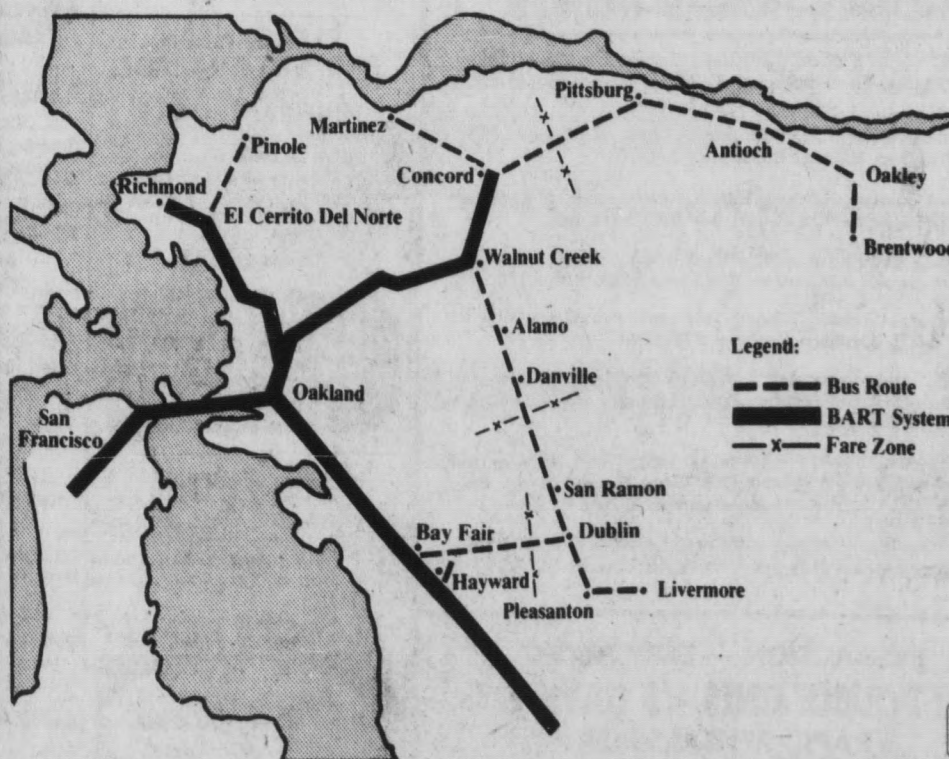 Pittsburg
Martinez
Pinole
Antioch
Concord
Oakley
Richmond
El Cerrito Del Norte
Brentwood
Walnut Creek
Alamo
Legend:
Danville
Bus Route
Oakland
San
Francisco
BART System
Fare Zone
San Ramon
Bay Fair
Dublin
Hayward
Livermore
Pleasanton